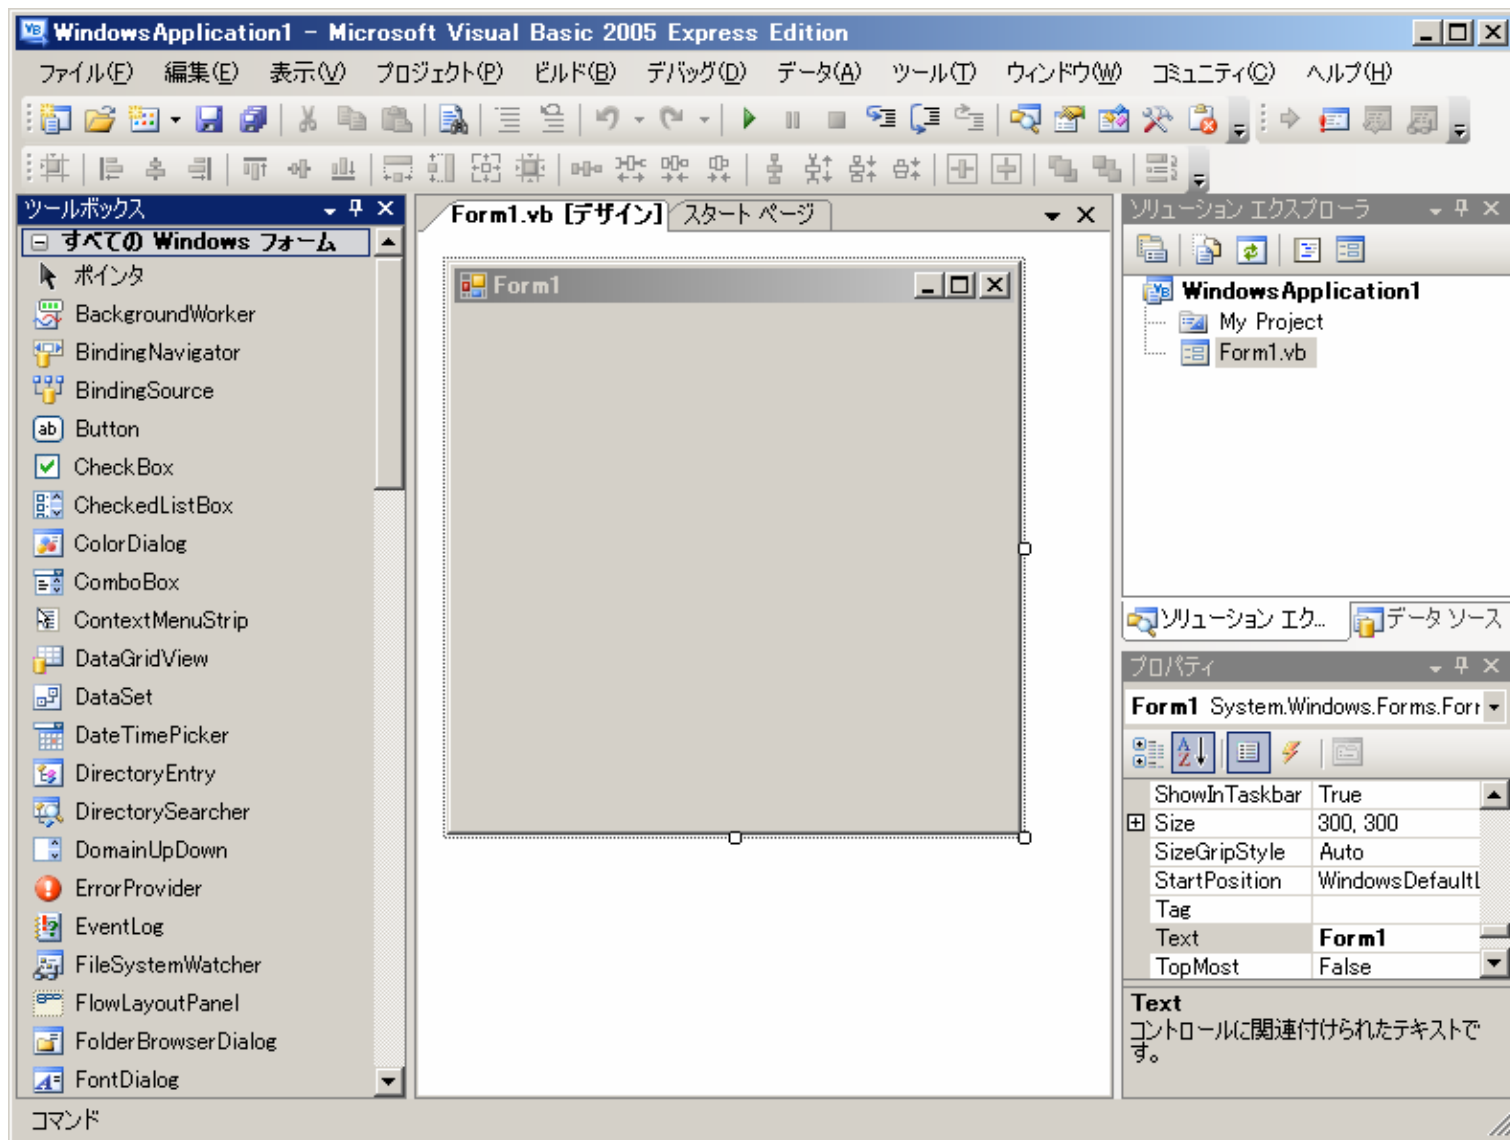 WindowsApplication1 - Microsoft Visual Basic 2005 Express Edition
ファイル(F) 編集(E) 表示(V) プロジェクト(P) ビルド(B) デバッグ(D) データ(A) ツール(T) ウィンドウ(W) コミュニティ(C) ヘルプ(H)
ツールボックス
すべての Windows フォーム
ポインタ
BackgroundWorker
BindingNavigator
BindingSource
Button
CheckBox
CheckedListBox
ColorDialog
ComboBox
ContextMenuStrip
DataGridView
DataSet
DateTimePicker
DirectoryEntry
DirectorySearcher
DomainUpDown
ErrorProvider
EventLog
FileSystemWatcher
FlowLayoutPanel
FolderBrowserDialog
FontDialog
Form1.vb [デザイン] スタート ページ
Form1
ソリューション エクスプローラ
WindowsApplication1
My Project
Form1.vb
ソリューション エク... データ ソース
プロパティ
Form1 System.Windows.Forms.For
ShowInTaskbar True
Size 300, 300
SizeGripStyle Auto
StartPosition WindowsDefaultL
Tag
Text Form1
TopMost False
Text
コントロールに関連付けられたテキストで
す。
コマンド